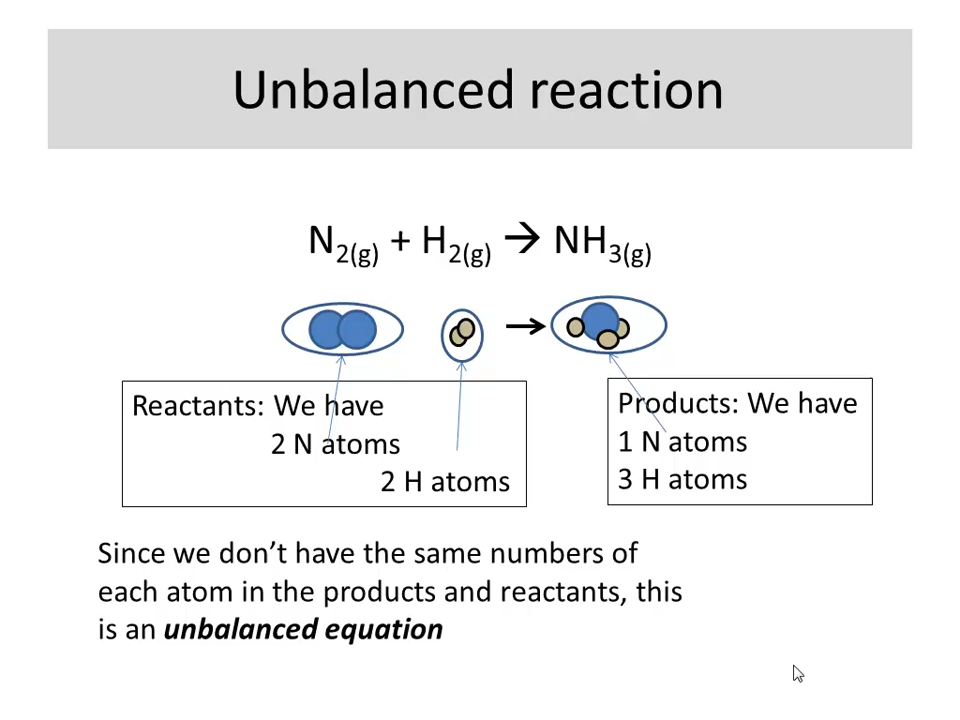 Unbalanced reaction
N₂(g) + H₂(g) → NH₃(g)
Reactants: We have
2 N atoms
2 H atoms
Products: We have
1 N atoms
3 H atoms
Since we don’t have the same numbers of
each atom in the products and reactants, this
is an unbalanced equation